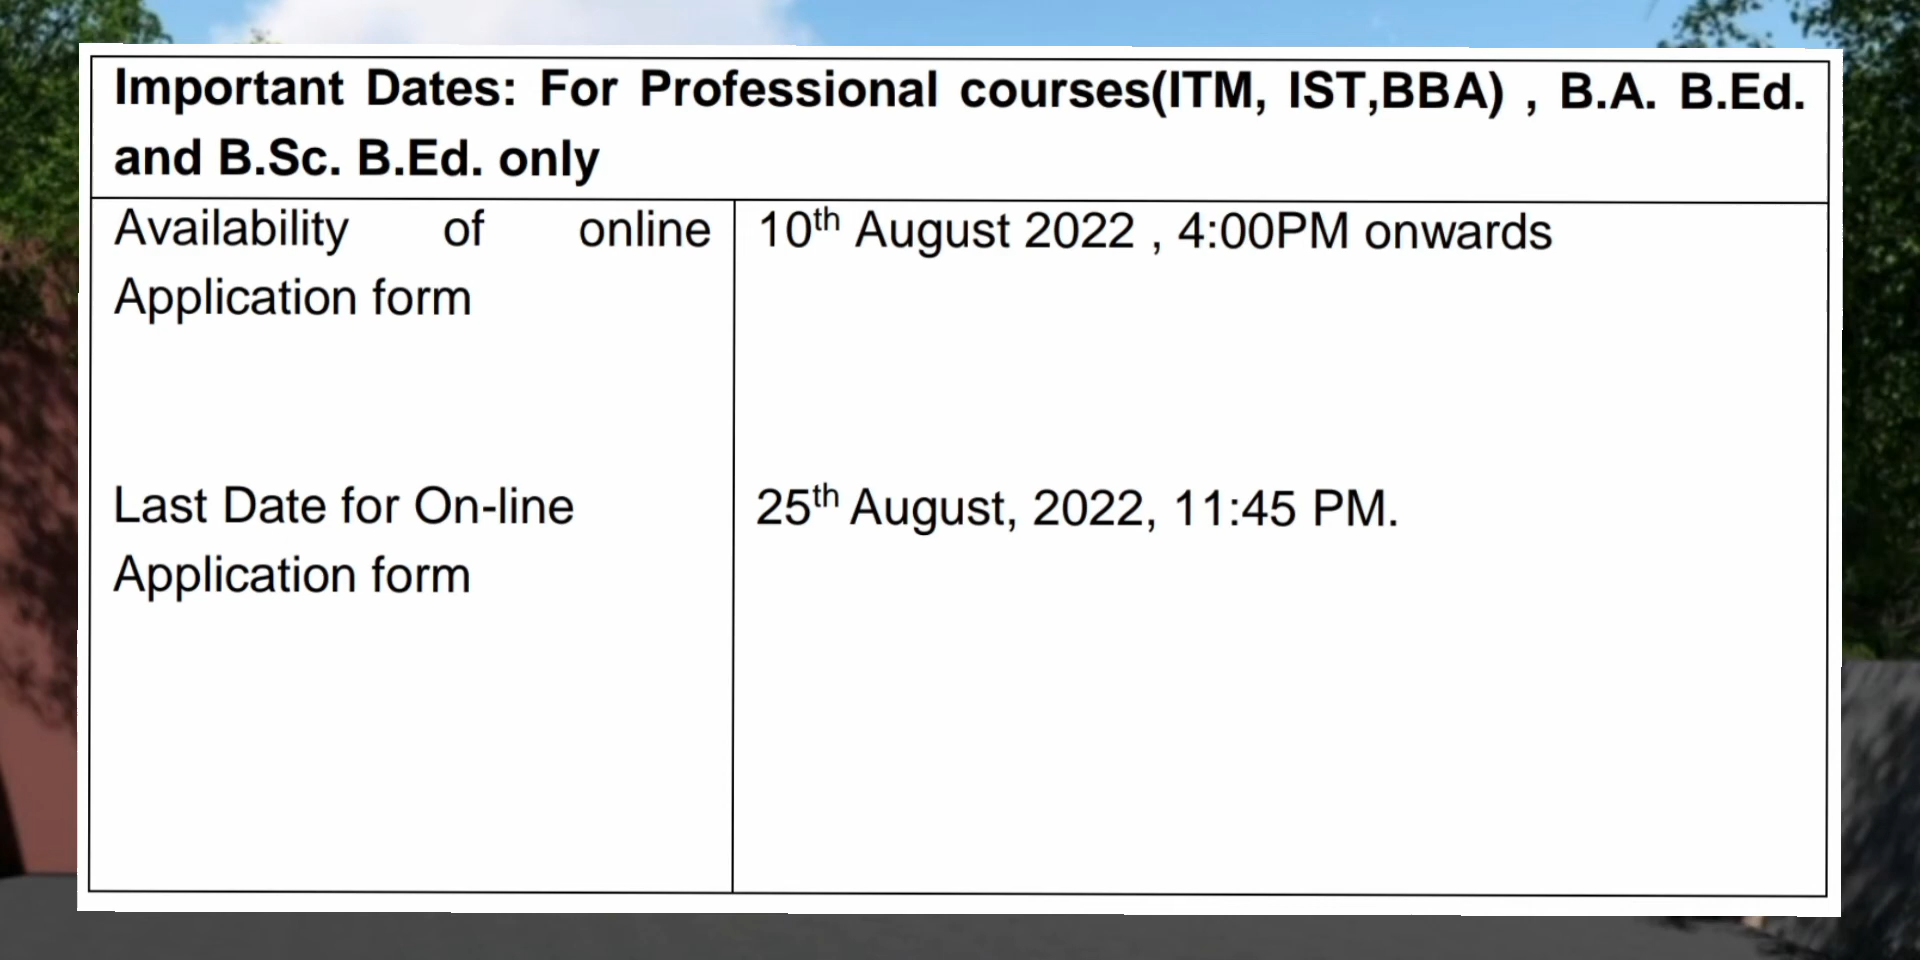 Important Dates: For Professional courses(ITM, IST,BBA) , B.A. B.Ed.
and B.Sc. B.Ed. only
Availability of online
Application form
10th August 2022 , 4:00PM onwards
Last Date for On-line
Application form
25th August, 2022, 11:45 PM.